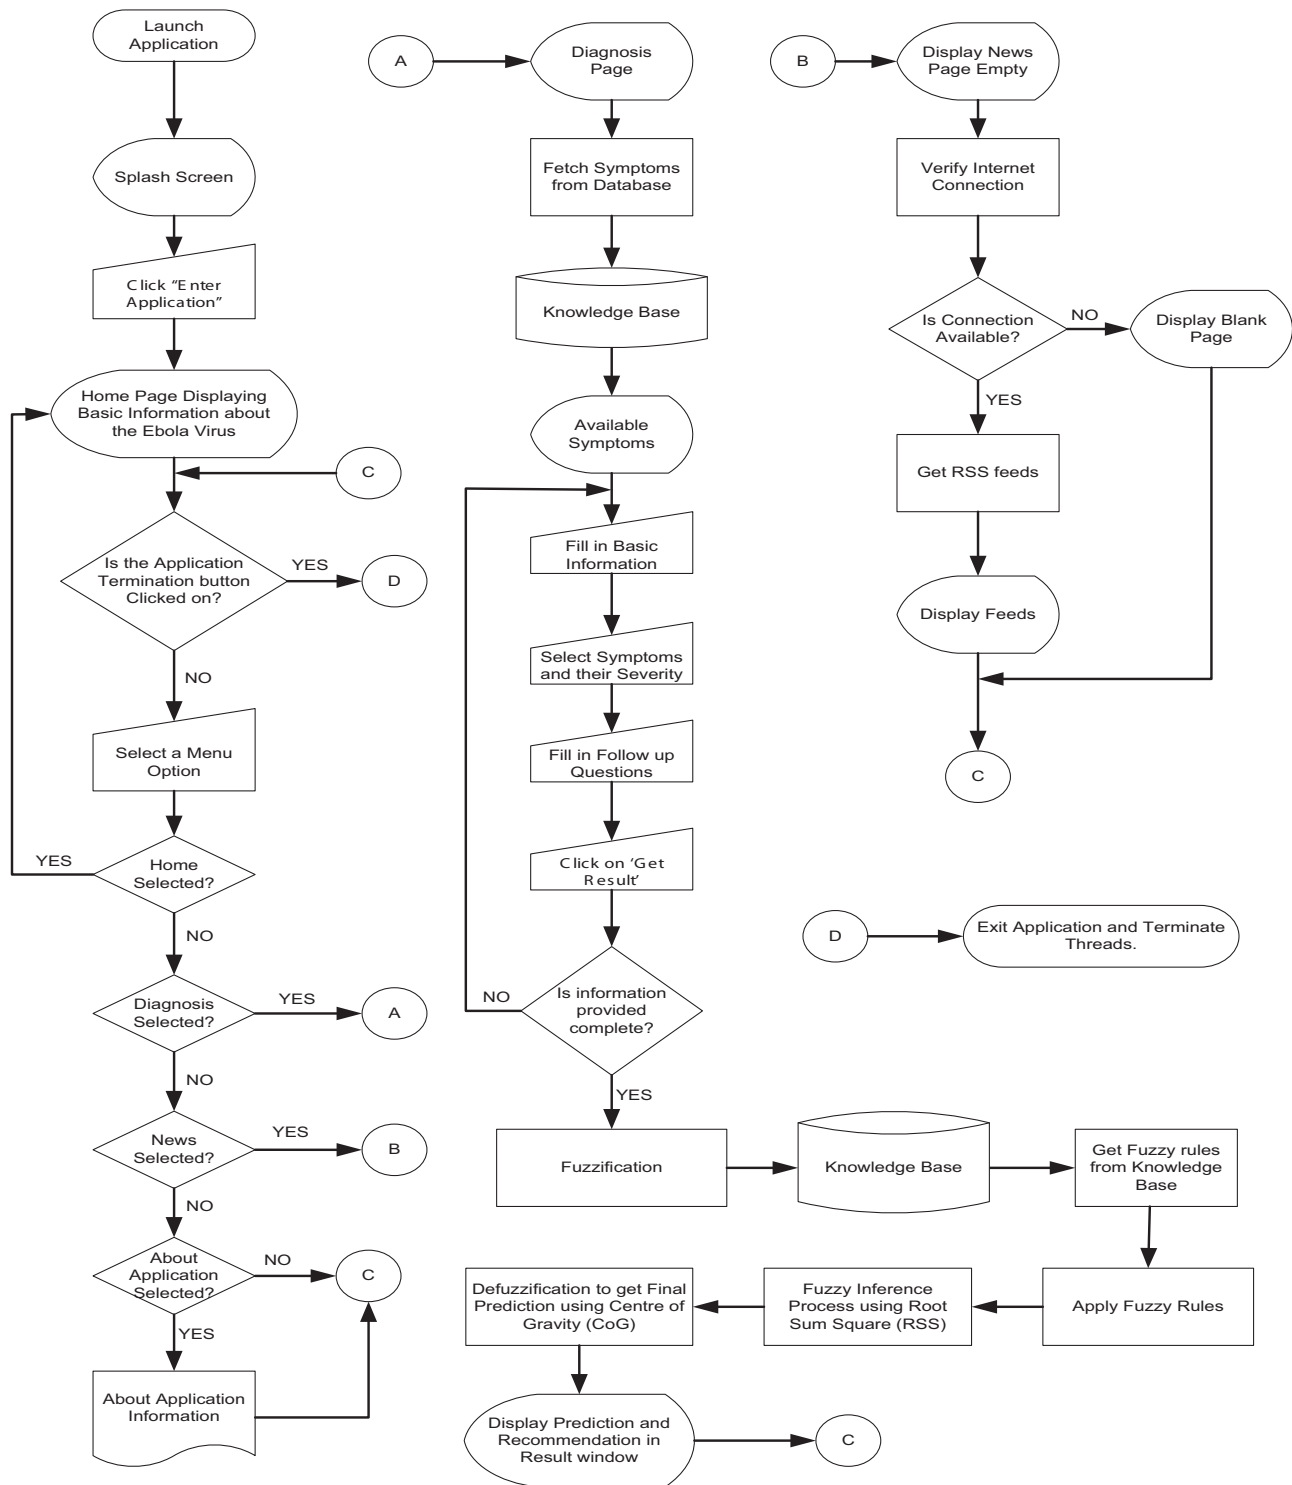 Launch
Application
Splash Screen
Click “Enter
Application”
Home Page Displaying
Basic Information about
the Ebola Virus
C
Is the Application
Termination button
Clicked on?
YES
D
NO
Select a Menu
Option
Home
Selected?
YES
NO
Diagnosis
Selected?
YES
A
NO
News
Selected?
YES
B
NO
About
Application
Selected?
NO
C
YES
About Application
Information
A
Diagnosis
Page
Fetch Symptoms
from Database
Knowledge Base
Available
Symptoms
Fill in Basic
Information
Select Symptoms
and their Severity
Fill in Follow up
Questions
Click on ‘Get
Result’
Is information
provided
complete?
NO
YES
Fuzzification
Knowledge Base
Get Fuzzy rules
from Knowledge
Base
Apply Fuzzy Rules
Fuzzy Inference
Process using Root
Sum Square (RSS)
Defuzzification to get Final
Prediction using Centre of
Gravity (CoG)
Display Prediction and
Recommendation in
Result window
C
B
Display News
Page Empty
Verify Internet
Connection
Is Connection
Available?
NO
Display Blank
Page
YES
Get RSS feeds
Display Feeds
C
D
Exit Application and Terminate
Threads.